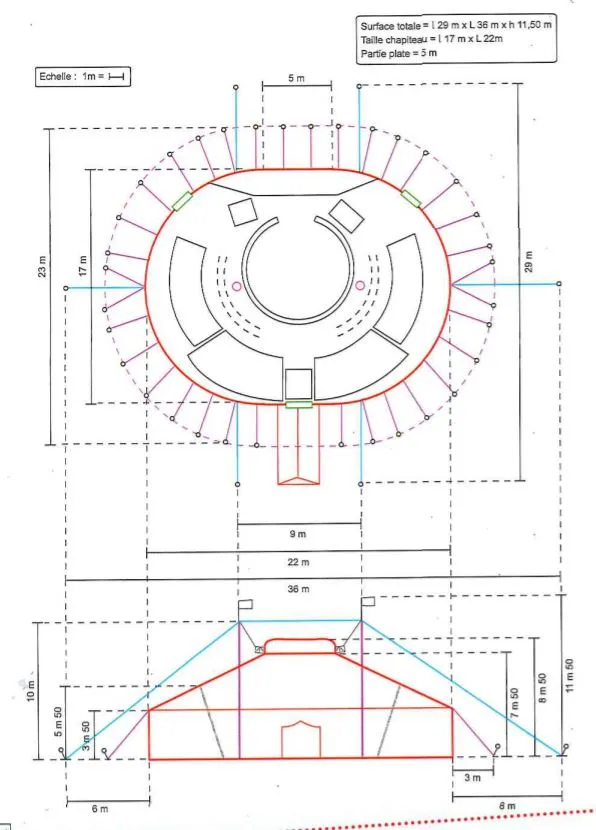 Surface totale = l 29 m x L 36 m x h 11,50 m
Taille chapiteau = l 17 m x L 22m
Partie plate = 5 m
Echelle : 1m =
5 m
23 m
17 m
29 m
9 m
22 m
36 m
10 m
5 m 50
3 m 50
7 m 50
8 m 50
11 m 50
3 m
6 m
8 m